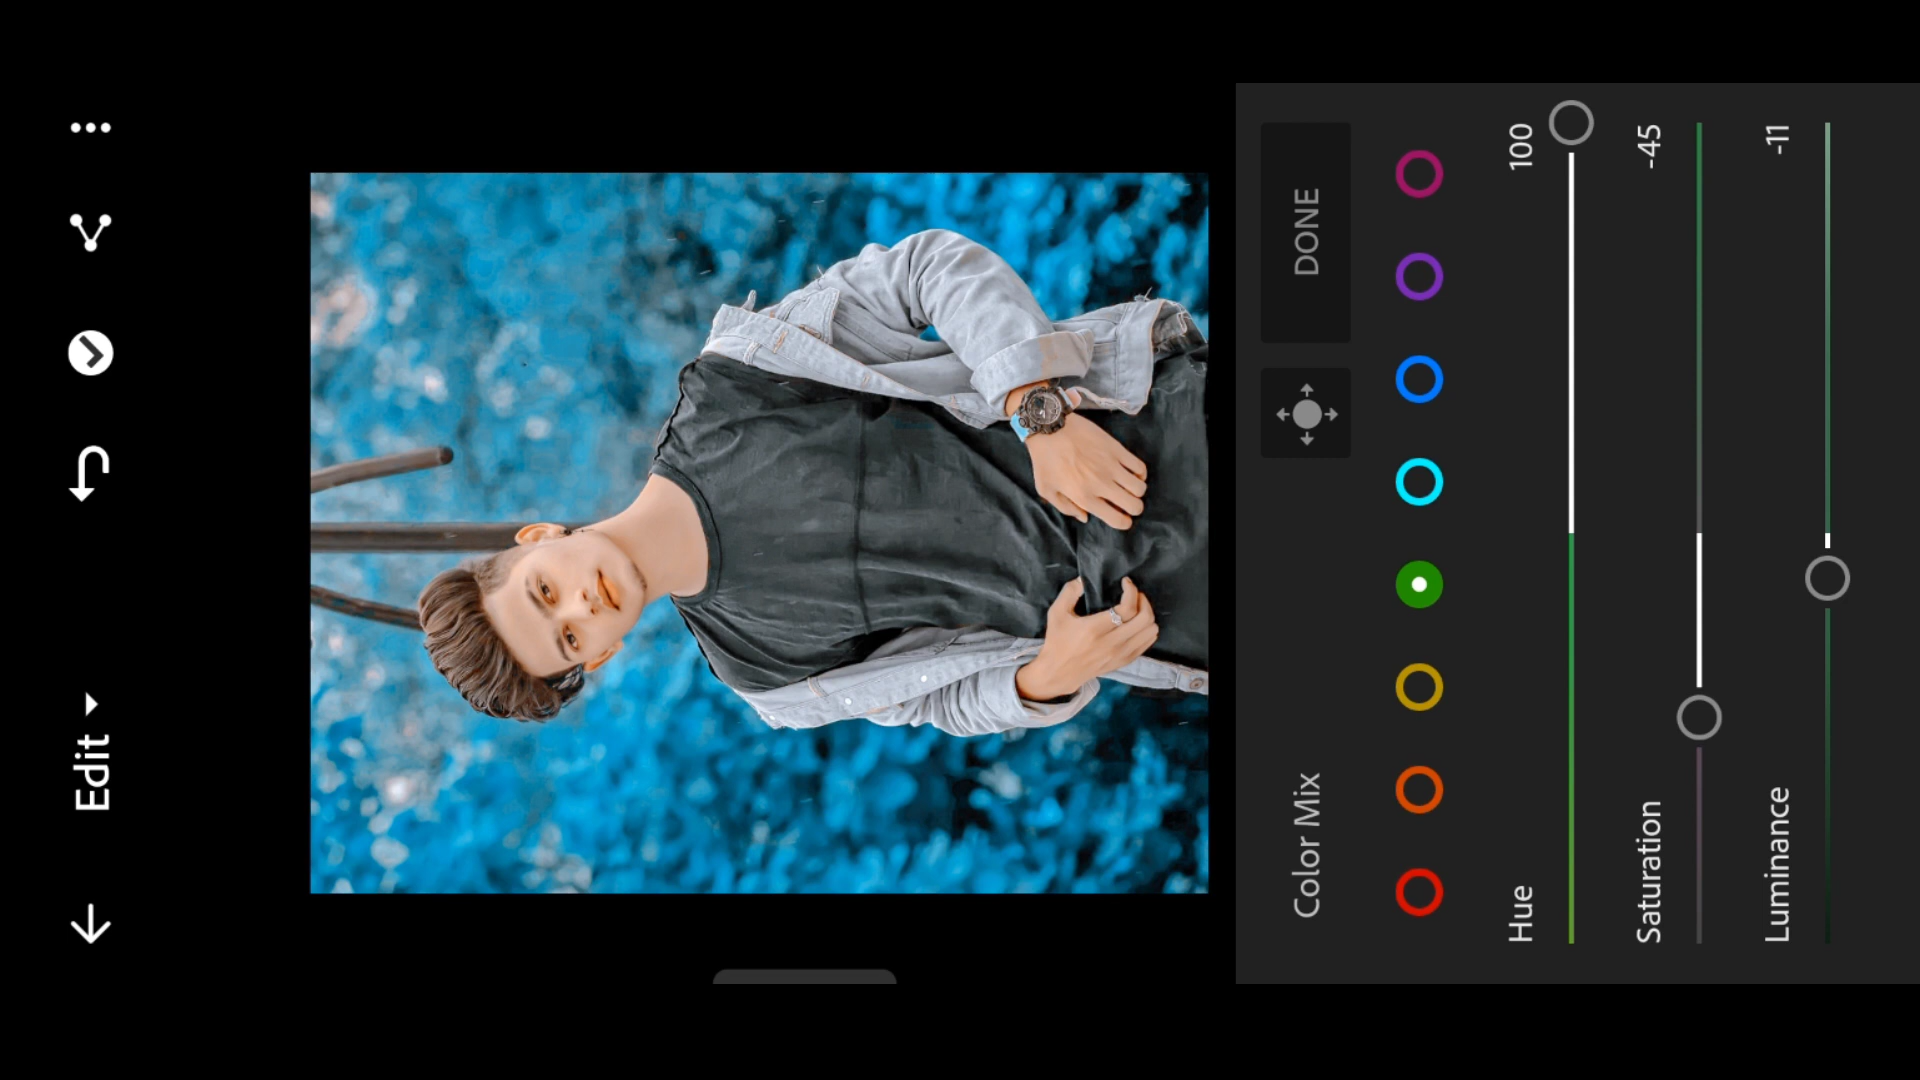 Edit
Color Mix
DONE
Hue
100
Saturation
-45
Luminance
-11